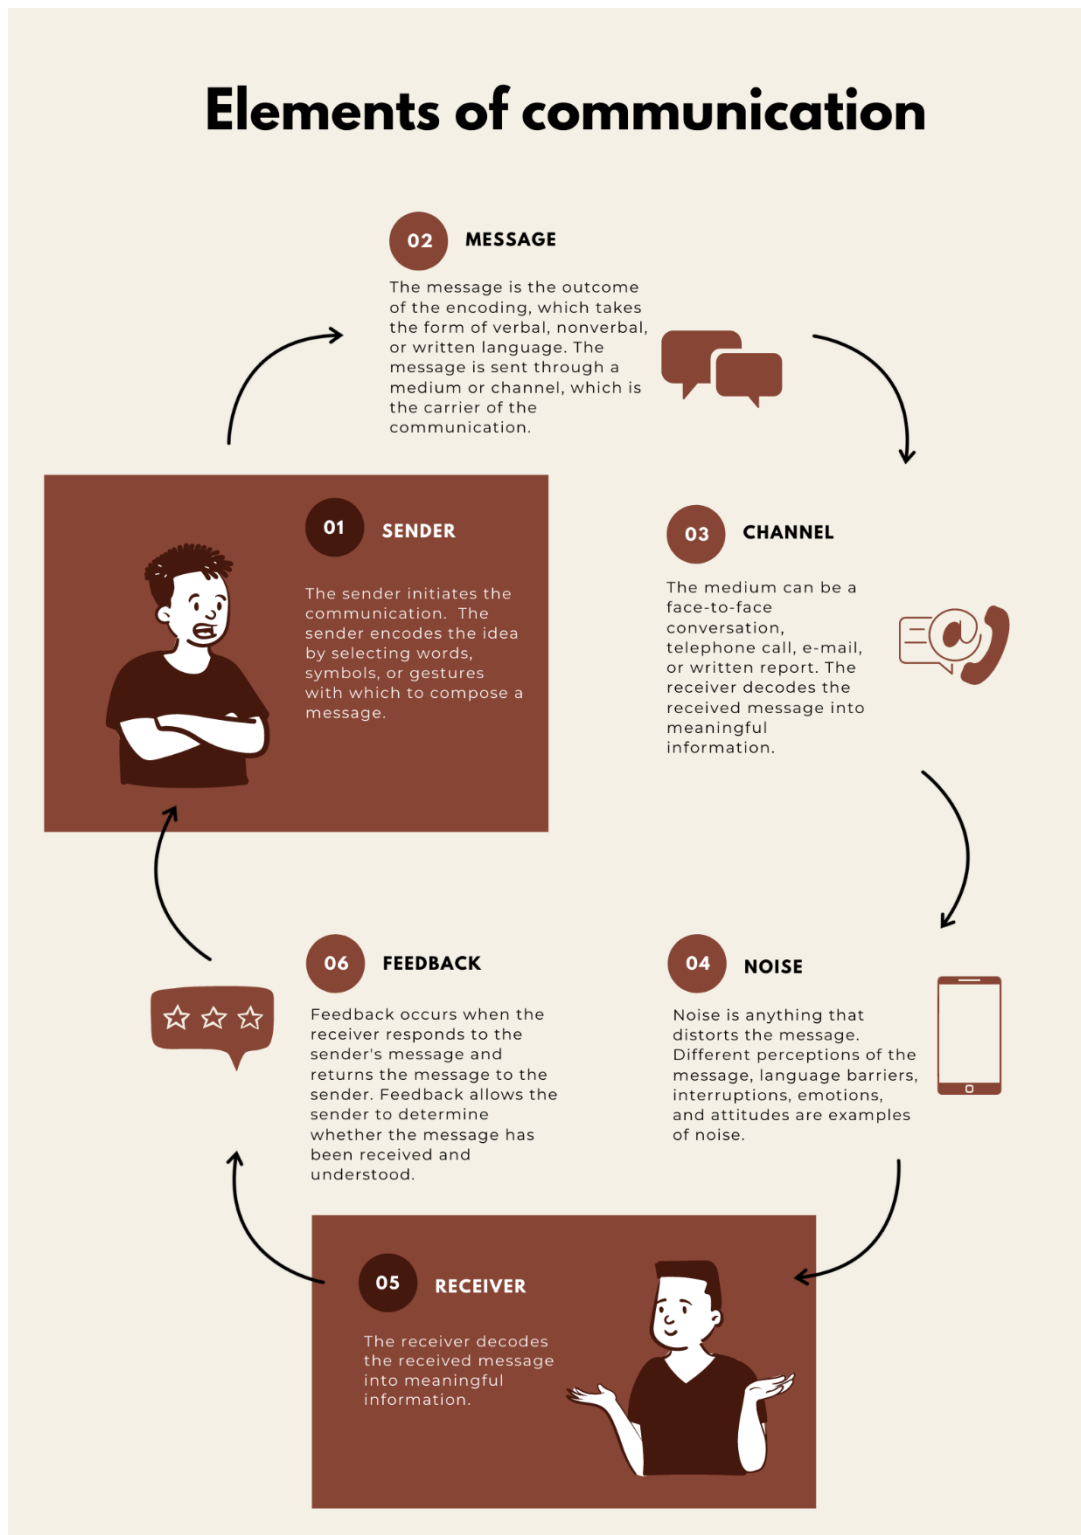 Elements of communication
02
MESSAGE
The message is the outcome
of the encoding, which takes
the form of verbal, nonverbal,
or written language. The
message is sent through a
medium or channel, which is
the carrier of the
communication.
01
SENDER
The sender initiates the
communication. The
sender encodes the idea
by selecting words,
symbols, or gestures
with which to compose a
message.
03
CHANNEL
The medium can be a
face-to-face
conversation,
telephone call, e-mail,
or written report. The
receiver decodes the
received message into
meaningful
information.
04
NOISE
Noise is anything that
distorts the message.
Different perceptions of the
message, language barriers,
interruptions, emotions,
and attitudes are examples
of noise.
05
RECEIVER
The receiver decodes
the received message
into meaningful
information.
06
FEEDBACK
Feedback occurs when the
receiver responds to the
sender's message and
returns the message to the
sender. Feedback allows the
sender to determine
whether the message has
been received and
understood.